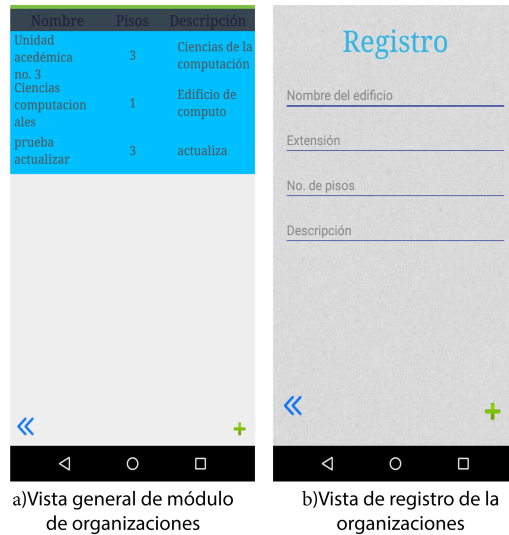 Nombre Pisos Descripción
Unidad
acedémica
no. 3
3
Ciencias de la
computación
Ciencias
computacion
ales
1
Edificio de
computo
prueba
actualizar
3
actualiza
a)Vista general de módulo
de organizaciones
Registro
Nombre del edificio
Extensión
No. de pisos
Descripción
b)Vista de registro de la
organizaciones